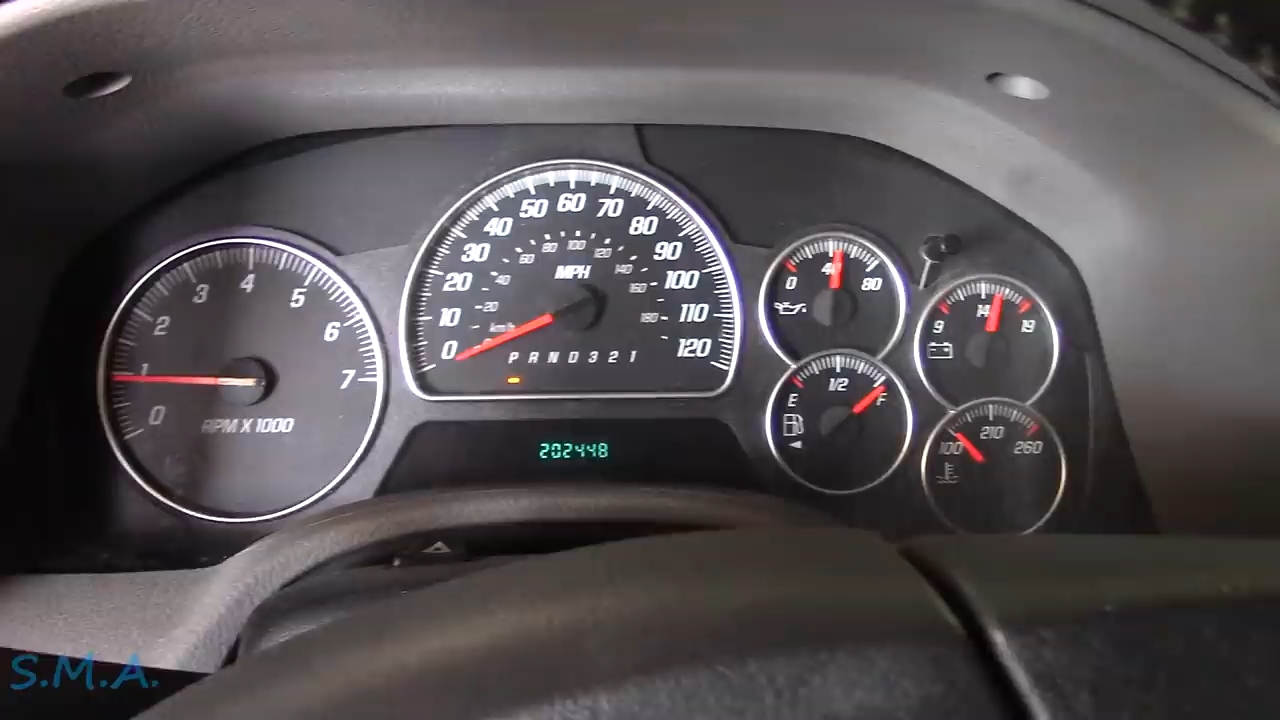 0 1 2 3 4 5 6 7
RPM X 1000
0 10 20 30 40 50 60 70 80 90 100 110 120
20 40 60 80 100 120 140 160 180
MPH
km/h
P R N D 3 2 1
202448
0 40 80
9 14 19
E 1/2 F
100 210 260
S.M.A.